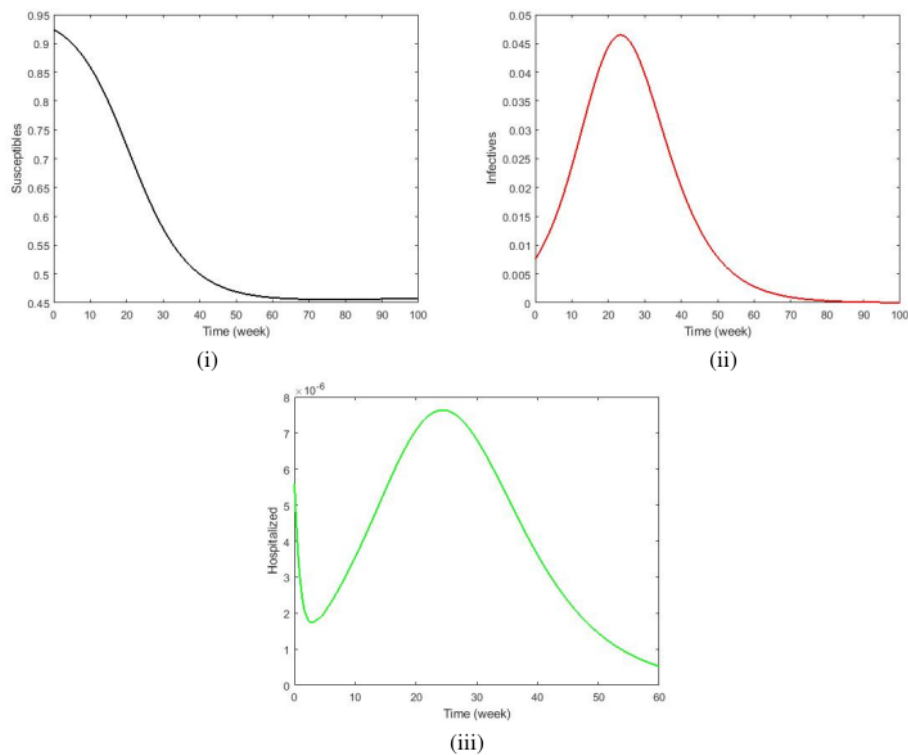 0.95
0.9
0.85
0.8
0.75
0.7
0.65
0.6
0.55
0.5
0.45
Susceptibles
0 10 20 30 40 50 60 70 80 90 100
Time (week)
(i)
0.05
0.045
0.04
0.035
0.03
0.025
0.02
0.015
0.01
0.005
0
Infectives
0 10 20 30 40 50 60 70 80 90 100
Time (week)
(ii)
×10⁻⁶
8
7
6
5
4
3
2
1
0
Hospitalized
0 10 20 30 40 50 60
Time (week)
(iii)